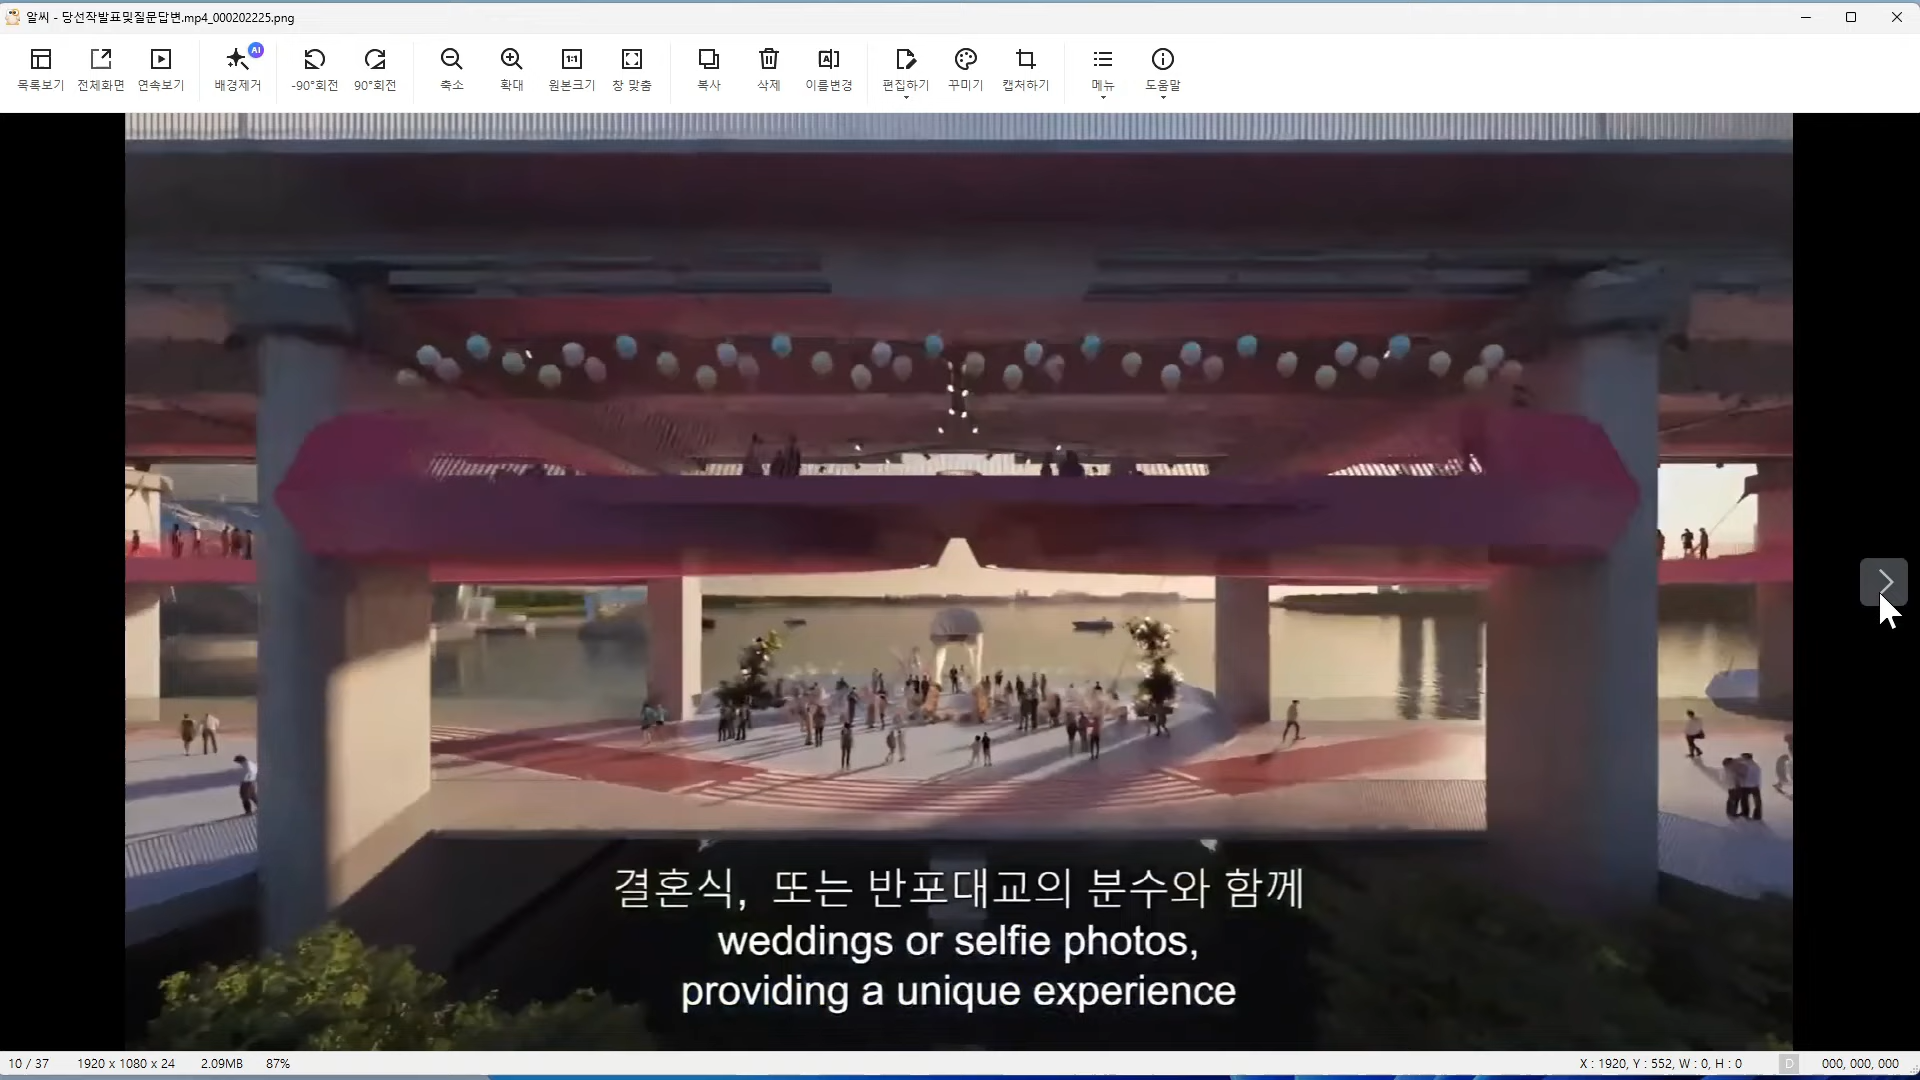 알씨 - 당선작발표및질문답변.mp4_000202225.png
목록보기 전체화면 연속보기 배경제거 AI -90°회전 90°회전 축소 확대 1:1 원본크기 창 맞춤 복사 삭제 A 이름변경 편집하기 꾸미기 캡처하기 메뉴 도움말
결혼식, 또는 반포대교의 분수와 함께
weddings or selfie photos,
providing a unique experience
10 / 37 1920 x 1080 x 24 2.09MB 87% X : 1920, Y : 552, W : 0, H : 0 D 000, 000, 000